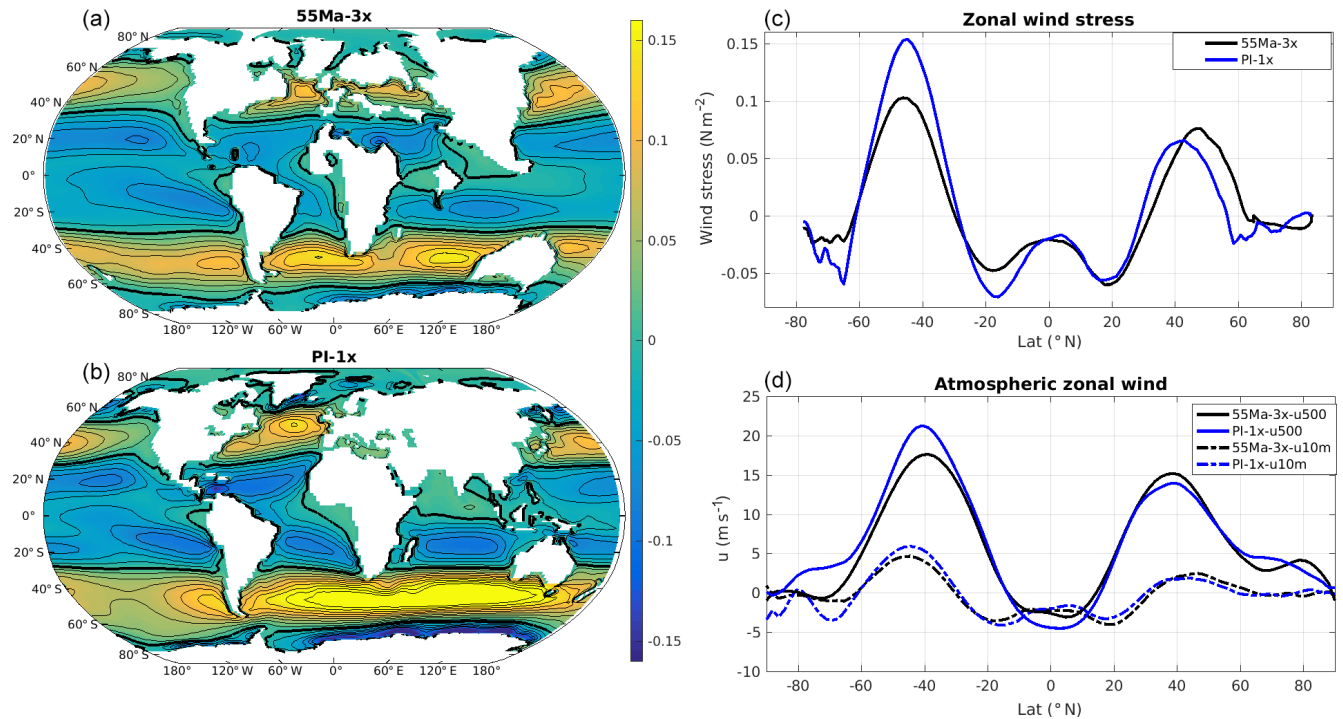 (a)
55Ma-3x
80° N
60° N
40° N
20° N
0°
20° S
40° S
60° S
80° S
180°
120° W
60° W
0°
60° E
120° E
180°
(b)
PI-1x
80° N
60° N
40° N
20° N
0°
20° S
40° S
60° S
80° S
180°
120° W
60° W
0°
60° E
120° E
180°
0.15
0.1
0.05
0
-0.05
-0.1
-0.15
(c)
Zonal wind stress
55Ma-3x
PI-1x
Wind stress (N m⁻²)
0.15
0.1
0.05
0
-0.05
-80 -60 -40 -20 0 20 40 60 80
Lat (° N)
(d)
Atmospheric zonal wind
55Ma-3x-u500
PI-1x-u500
55Ma-3x-u10m
PI-1x-u10m
u (m s⁻¹)
25
20
15
10
5
0
-5
-10
-80 -60 -40 -20 0 20 40 60 80
Lat (° N)